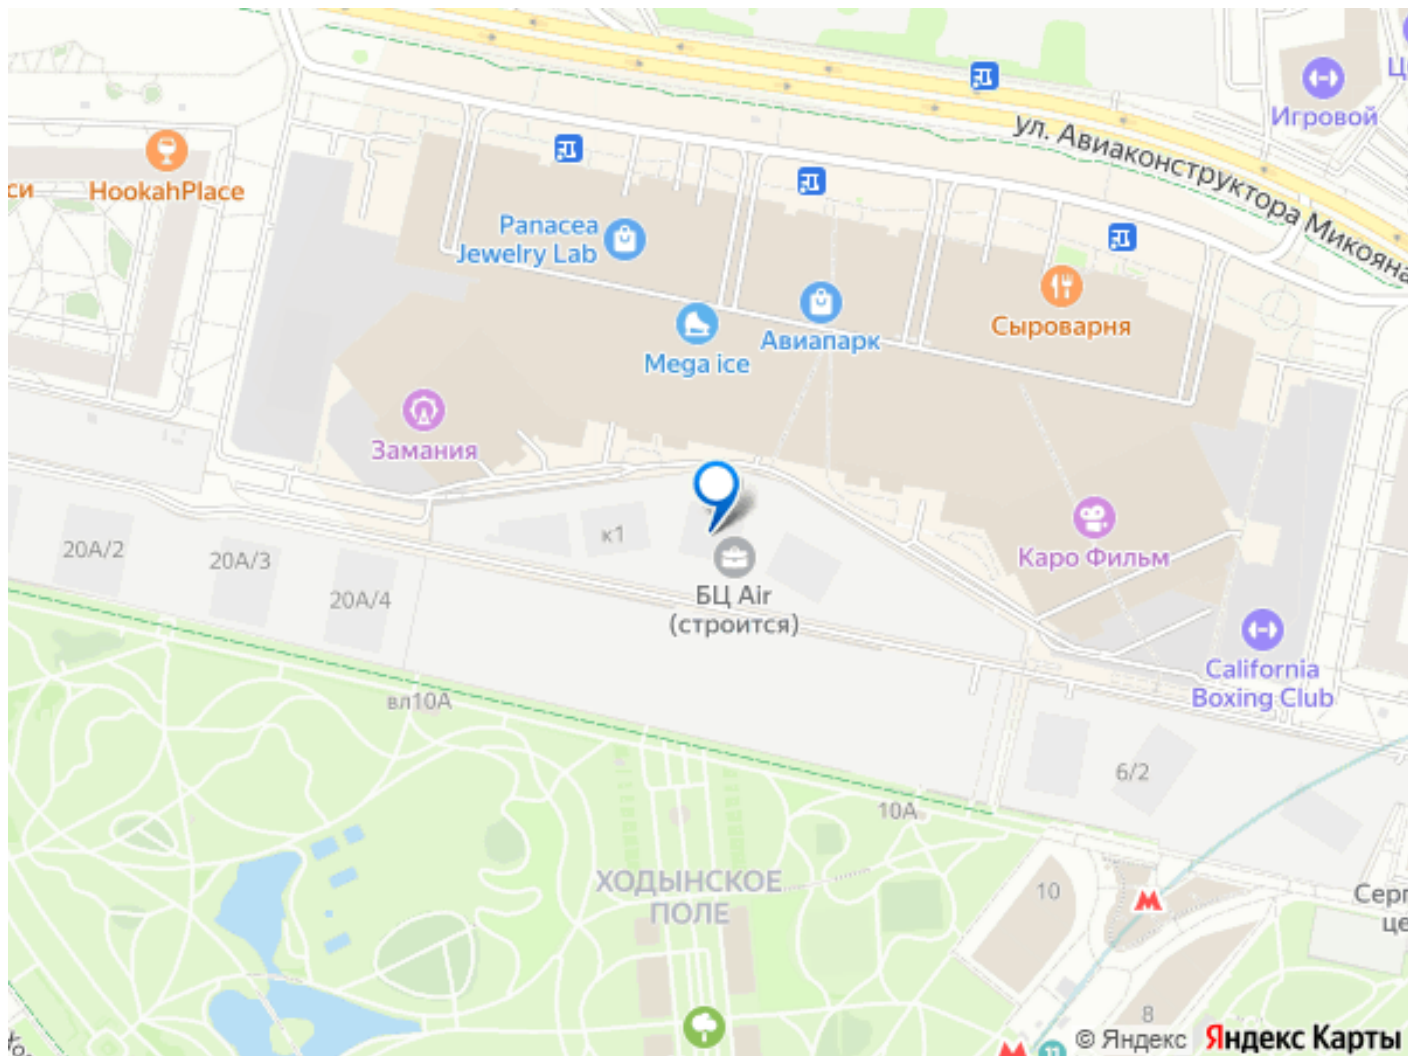 Игровой
ул. Авиаконструктора Микояна
HookahPlace
си
Panacea
Jewelry Lab
Mega ice
Авиапарк
Сыроварня
Замания
Каро Фильм
к1
20А/2
20А/3
20А/4
БЦ Air
(строится)
California
Boxing Club
вл10А
6/2
10А
ХОДЫНСКОЕ
ПОЛЕ
10
8
11
© Яндекс
Яндекс Карты